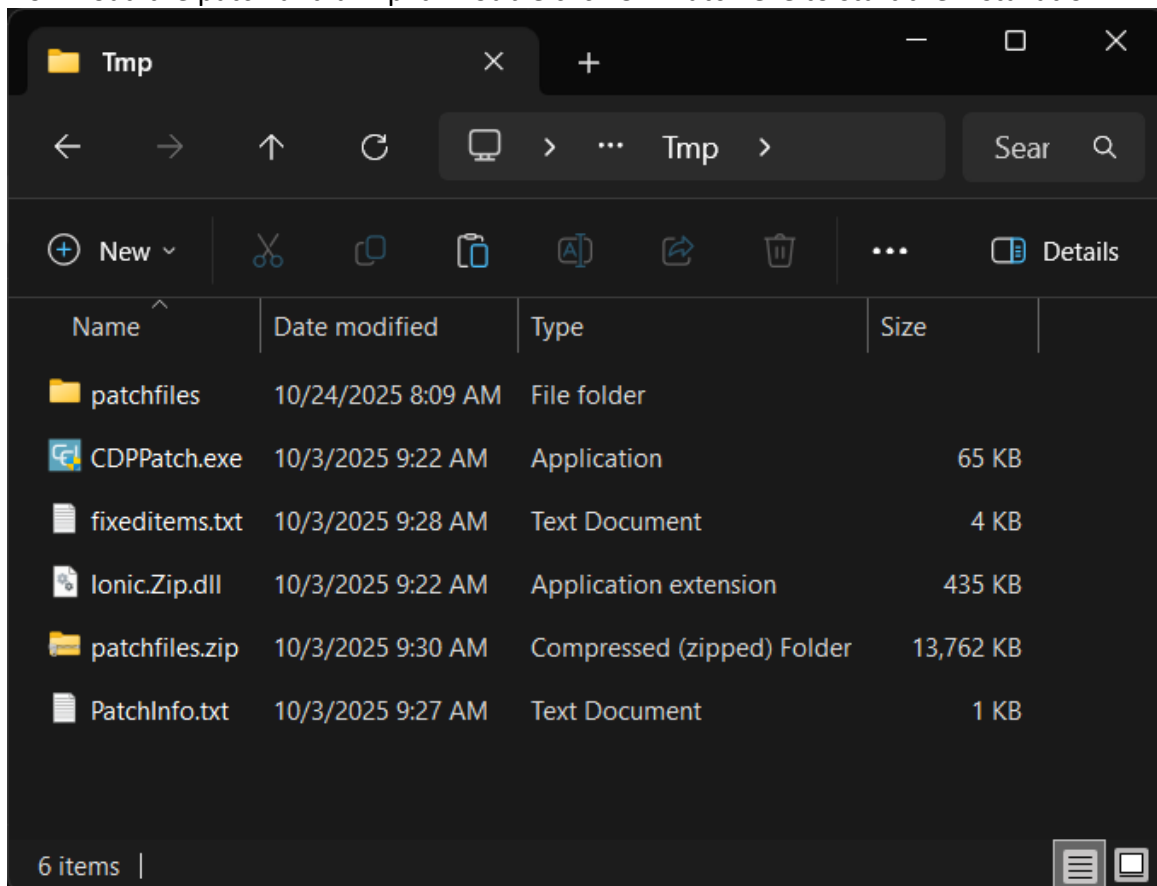 Tmp
Tmp
Sear
New
Details
Name Date modified Type Size
patchfiles 10/24/2025 8:09 AM File folder
CDPPatch.exe 10/3/2025 9:22 AM Application 65 KB
fixeditems.txt 10/3/2025 9:28 AM Text Document 4 KB
Ionic.Zip.dll 10/3/2025 9:22 AM Application extension 435 KB
patchfiles.zip 10/3/2025 9:30 AM Compressed (zipped) Folder 13,762 KB
PatchInfo.txt 10/3/2025 9:27 AM Text Document 1 KB
6 items